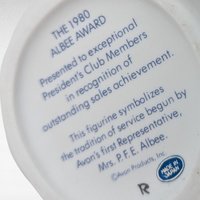 THE 1980
ALBEE AWARD
Presented to exceptional
President's Club Members
in recognition of
outstanding sales achievement.
This figurine symbolizes
the tradition of service begun by
Avon's first Representative,
Mrs. P.F.E. Albee.
©Avon Products, Inc.
MADE IN
JAPAN
R